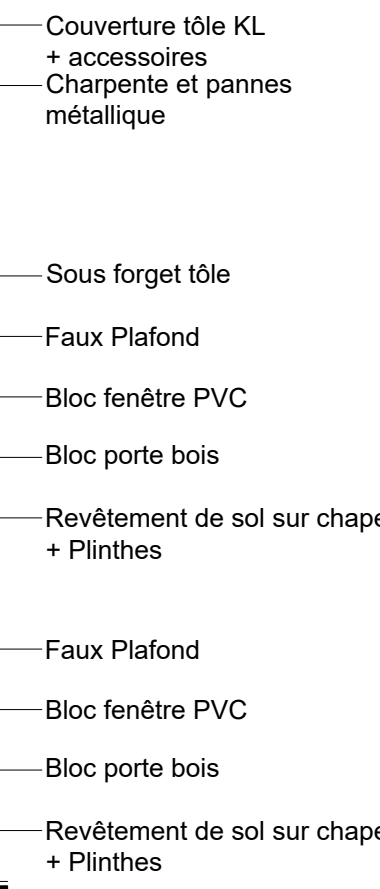 Couverture tôle KL
+ accessoires
Charpente et pannes
métallique
Sous forget tôle
Faux Plafond
Bloc fenêtre PVC
Bloc porte bois
Revêtement de sol sur chape
+ Plinthes
Faux Plafond
Bloc fenêtre PVC
Bloc porte bois
Revêtement de sol sur chape
+ Plinthes